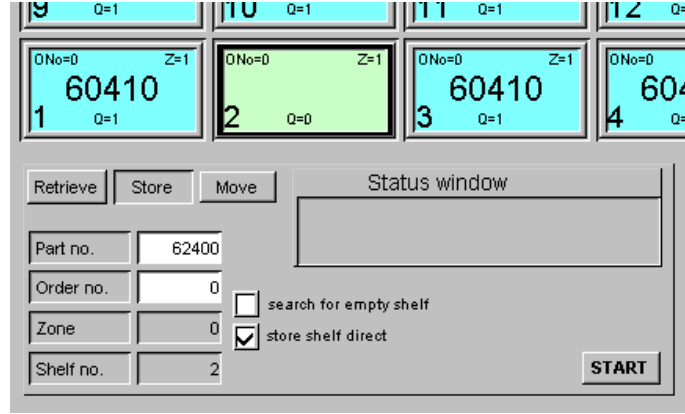 9 Q=1 10 Q=1 11 Q=1 12
ONo=0 Z=1 ONo=0 Z=1 ONo=0 Z=1 ONo=0
60410 60410
1 Q=1 2 Q=0 3 Q=1 4
Retrieve Store Move Status window
Part no. 62400
Order no. 0
search for empty shelf
Zone 0
store shelf direct
Shelf no. 2 START